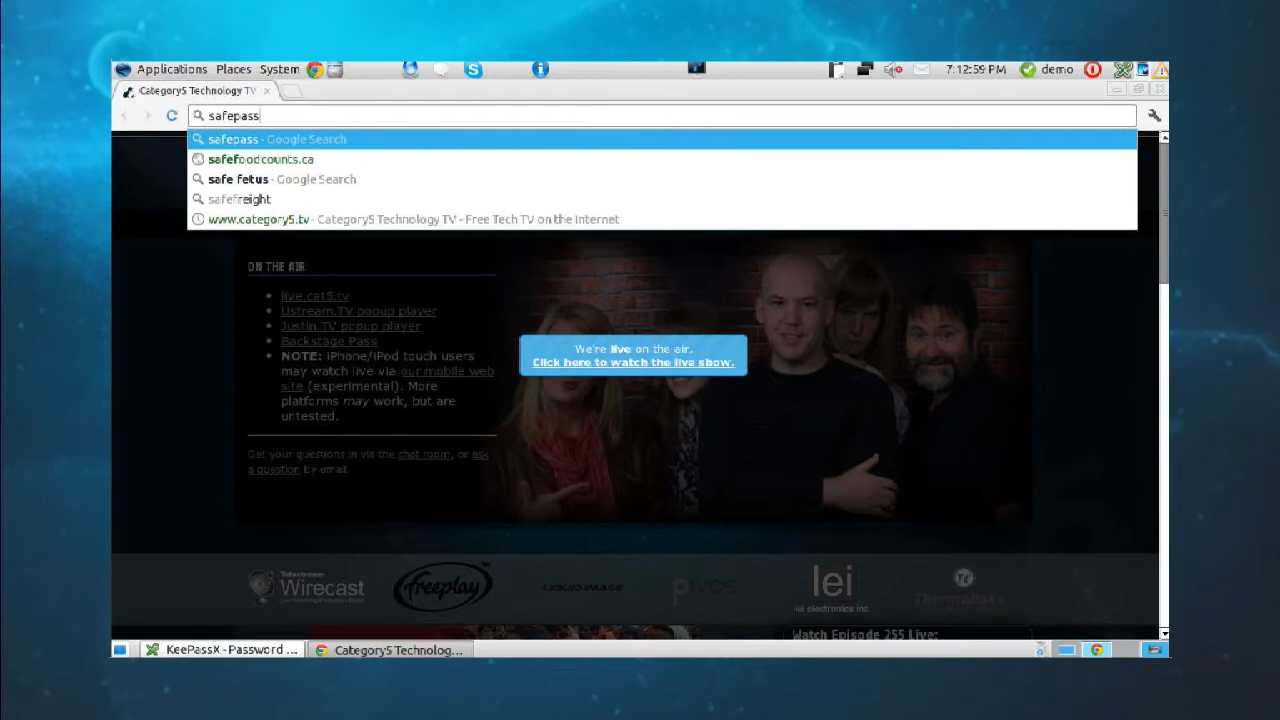 Applications Places System
7:12:59 PM demo
Category5 Technology TV
safepass
safepass - Google Search
safefoodcounts.ca
safe fetus - Google Search
safefreight
www.category5.tv - Category5 Technology TV - Free Tech TV on the Internet
ON THE AIR
live.cat5.tv
Ustream.TV popup player
Justin.TV popup player
Backstage Pass
NOTE: iPhone/iPod touch users
may watch live via our mobile web
site (experimental). More
platforms may work, but are
untested.
We're live on the air.
Click here to watch the live show.
Get your questions in via the chat room, or ask
a question by email.
Telestream
Wirecast
freeplay
LIQUID IMAGE
pivos
lei
lei electronics inc.
Thermaltake
Watch Episode 255 Live:
KeePassX - Password ...
Category5 Technolog...